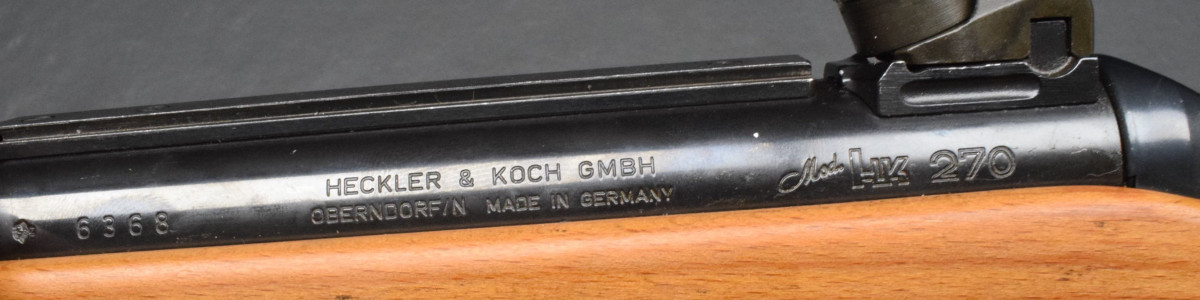 HECKLER & KOCH GMBH
OBERNDORF/N MADE IN GERMANY
Mod. HK 270
6368